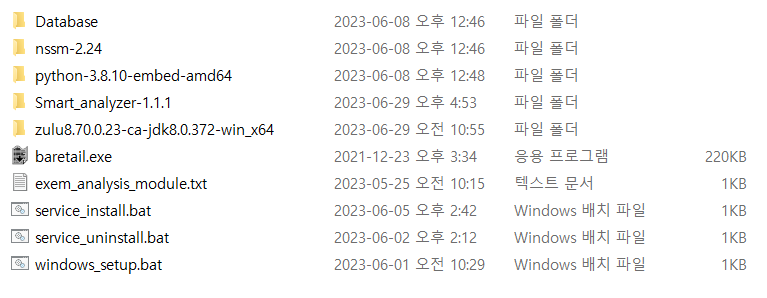 Database 2023-06-08 오후 12:46 파일 폴더
nssm-2.24 2023-06-08 오후 12:46 파일 폴더
python-3.8.10-embed-amd64 2023-06-08 오후 12:48 파일 폴더
Smart_analyzer-1.1.1 2023-06-29 오후 4:53 파일 폴더
zulu8.70.0.23-ca-jdk8.0.372-win_x64 2023-06-29 오전 10:55 파일 폴더
baretail.exe 2021-12-23 오후 3:34 응용 프로그램 220KB
exem_analysis_module.txt 2023-05-25 오전 10:15 텍스트 문서 1KB
service_install.bat 2023-06-05 오후 2:42 Windows 배치 파일 1KB
service_uninstall.bat 2023-06-02 오후 2:12 Windows 배치 파일 1KB
windows_setup.bat 2023-06-01 오전 10:29 Windows 배치 파일 1KB